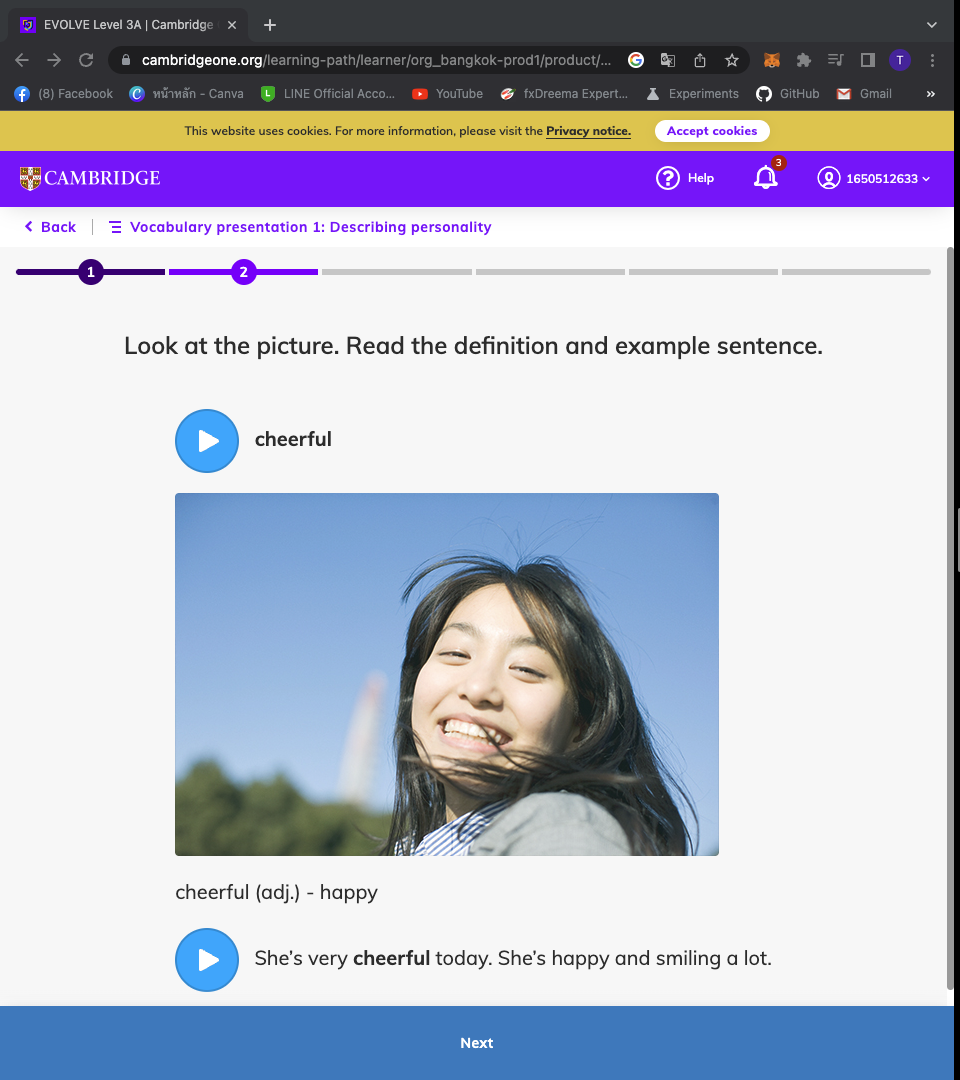 EVOLVE Level 3A | Cambridge
cambridgeone.org/learning-path/learner/org_bangkok-prod1/product/...
T
(8) Facebook
หน้าหลัก - Canva
LINE Official Acco...
YouTube
fxDreema Expert...
Experiments
GitHub
Gmail
»
This website uses cookies. For more information, please visit the Privacy notice.
Accept cookies
CAMBRIDGE
Help
3
1650512633
Back
Vocabulary presentation 1: Describing personality
1
2
Look at the picture. Read the definition and example sentence.
cheerful
cheerful (adj.) - happy
She's very cheerful today. She's happy and smiling a lot.
Next